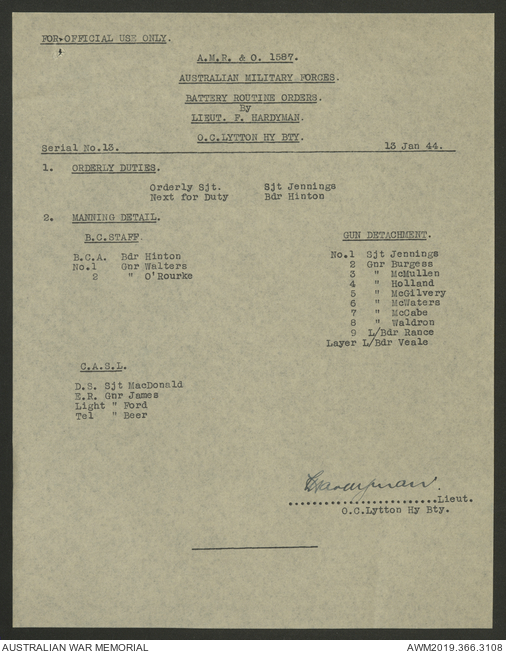 FOR OFFICIAL USE ONLY.
A.M.R. & O. 1587.
AUSTRALIAN MILITARY FORCES.
BATTERY ROUTINE ORDERS.
By
LIEUT. F. HARDYMAN.
O.C.LYTTON HY BTY.
Serial No.13. 13 Jan 44.
1. ORDERLY DUTIES.
Orderly Sjt. Sjt Jennings
Next for Duty Bdr Hinton
2. MANNING DETAIL.
B.C.STAFF.
B.C.A. Bdr Hinton
No.1 Gnr Walters
2 " O'Rourke
GUN DETACHMENT.
No.1 Sjt Jennings
2 Gnr Burgess
3 " McMullen
4 " Holland
5 " McGilvery
6 " McWaters
7 " McCabe
8 " Waldron
9 L/Bdr Rance
Layer L/Bdr Veale
C.A.S.L.
D.S. Sjt MacDonald
E.R. Gnr James
Light " Ford
Tel " Beer
Hardyman.
........................Lieut.
O.C.Lytton Hy Bty.
AUSTRALIAN WAR MEMORIAL AWM2019.366.3108